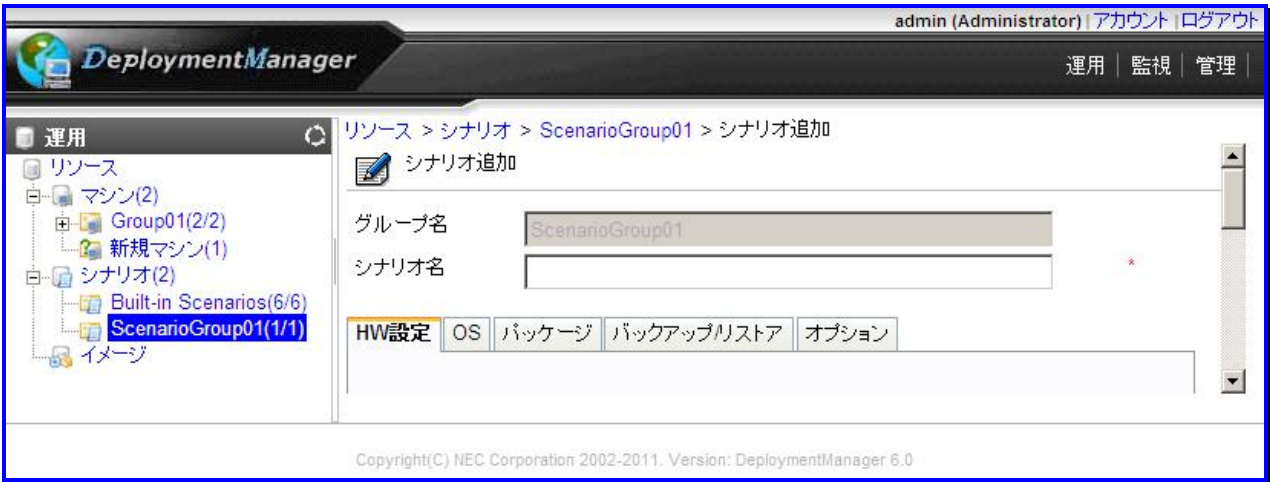 admin (Administrator) | アカウント | ログアウト
DeploymentManager
運用 | 監視 | 管理 |
運用
リソース
マシン(2)
Group01(2/2)
新規マシン(1)
シナリオ(2)
Built-in Scenarios(6/6)
ScenarioGroup01(1/1)
イメージ
リソース > シナリオ > ScenarioGroup01 > シナリオ追加
シナリオ追加
グループ名
ScenarioGroup01
シナリオ名
*
HW設定 OS パッケージ バックアップ/リストア オプション
Copyright(C) NEC Corporation 2002-2011. Version: DeploymentManager 6.0